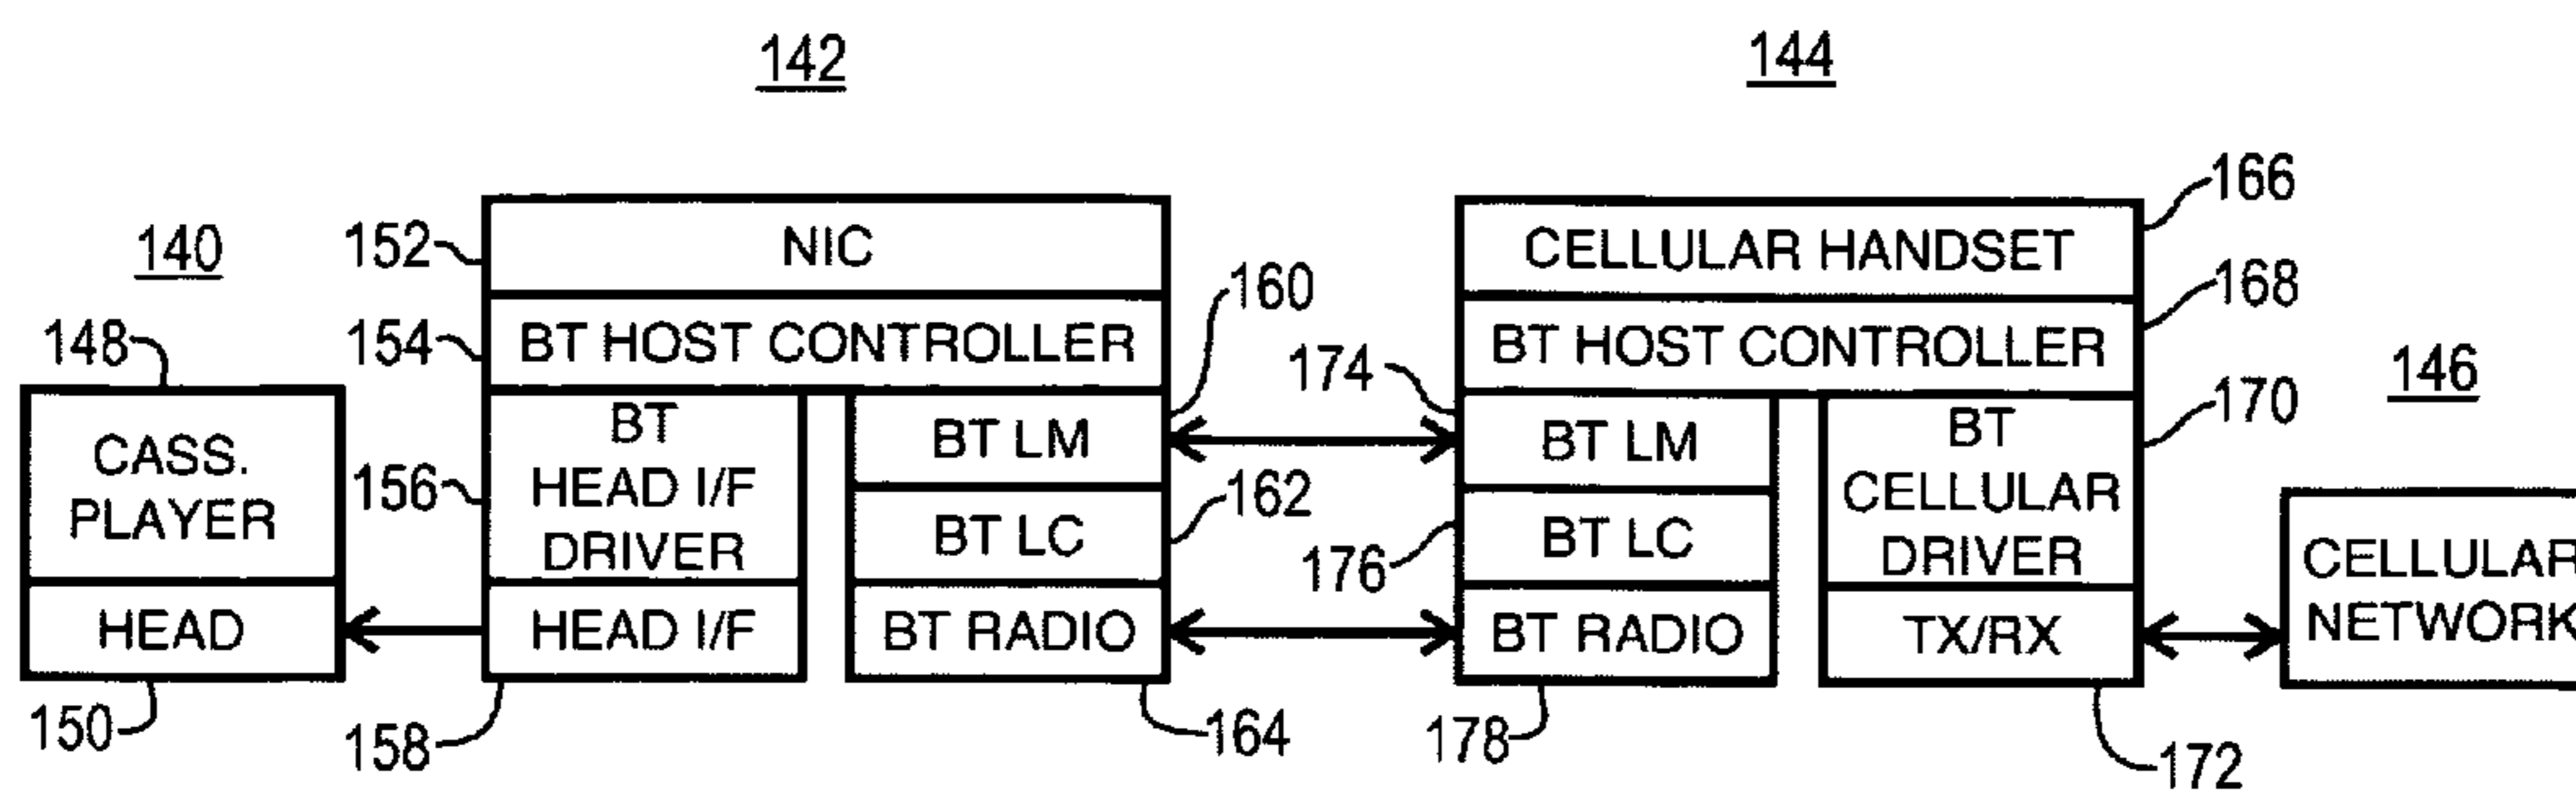 142
144
140
146
148
152
154
156
158
150
160
162
164
174
176
178
166
168
170
172
CASS.
PLAYER
HEAD
NIC
BT HOST CONTROLLER
BT
HEAD I/F
DRIVER
HEAD I/F
BT LM
BT LC
BT RADIO
CELLULAR HANDSET
BT HOST CONTROLLER
BT LM
BT LC
BT RADIO
BT
CELLULAR
DRIVER
TX/RX
CELLULAR
NETWORK